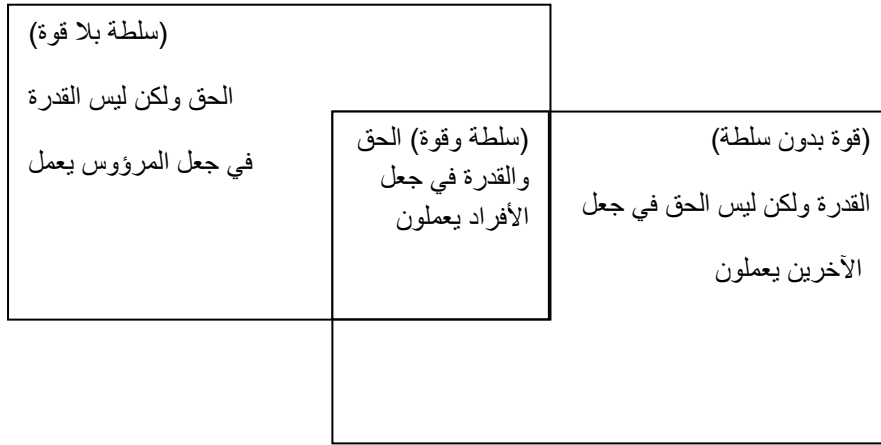 (سلطة بلا قوة)
الحق ولكن ليس القدرة
في جعل المرؤوس يعمل
(سلطة وقوة) الحق
والقدرة في جعل
الأفراد يعملون
(قوة بدون سلطة)
القدرة ولكن ليس الحق في جعل
الآخرين يعملون